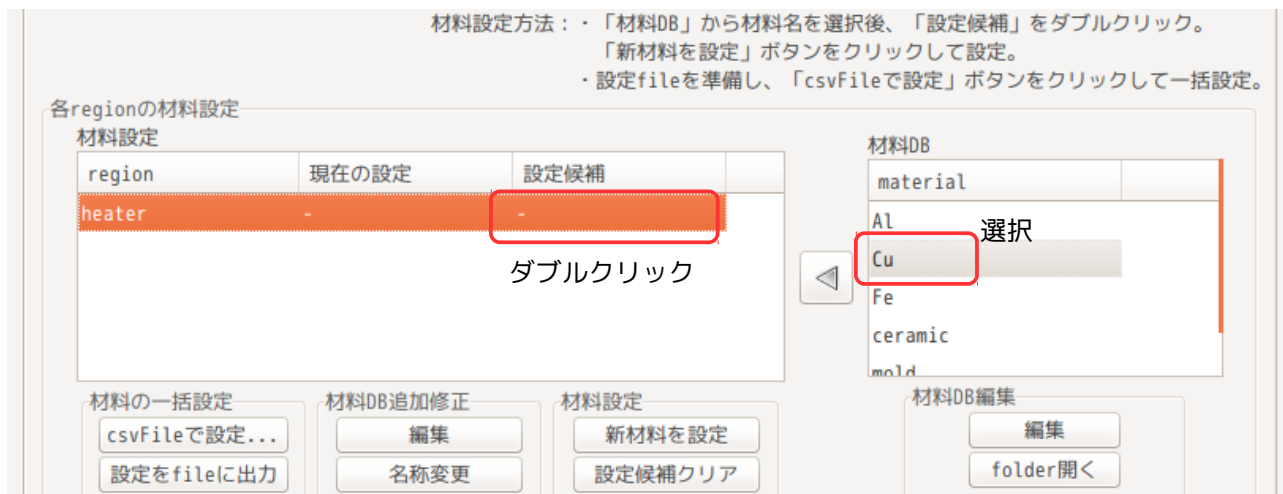 材料設定方法：・「材料DB」から材料名を選択後、「設定候補」をダブルクリック。
「新材料を設定」ボタンをクリックして設定。
・設定fileを準備し、「csvFileで設定」ボタンをクリックして一括設定。
各regionの材料設定
材料設定
region 現在の設定 設定候補
heater - -
ダブルクリック
材料DB
material
Al
選択
Cu
Fe
ceramic
mold
材料の一括設定
csvFileで設定...
設定をfileに出力
材料DB追加修正
編集
名称変更
材料設定
新材料を設定
設定候補クリア
材料DB編集
編集
folder開く